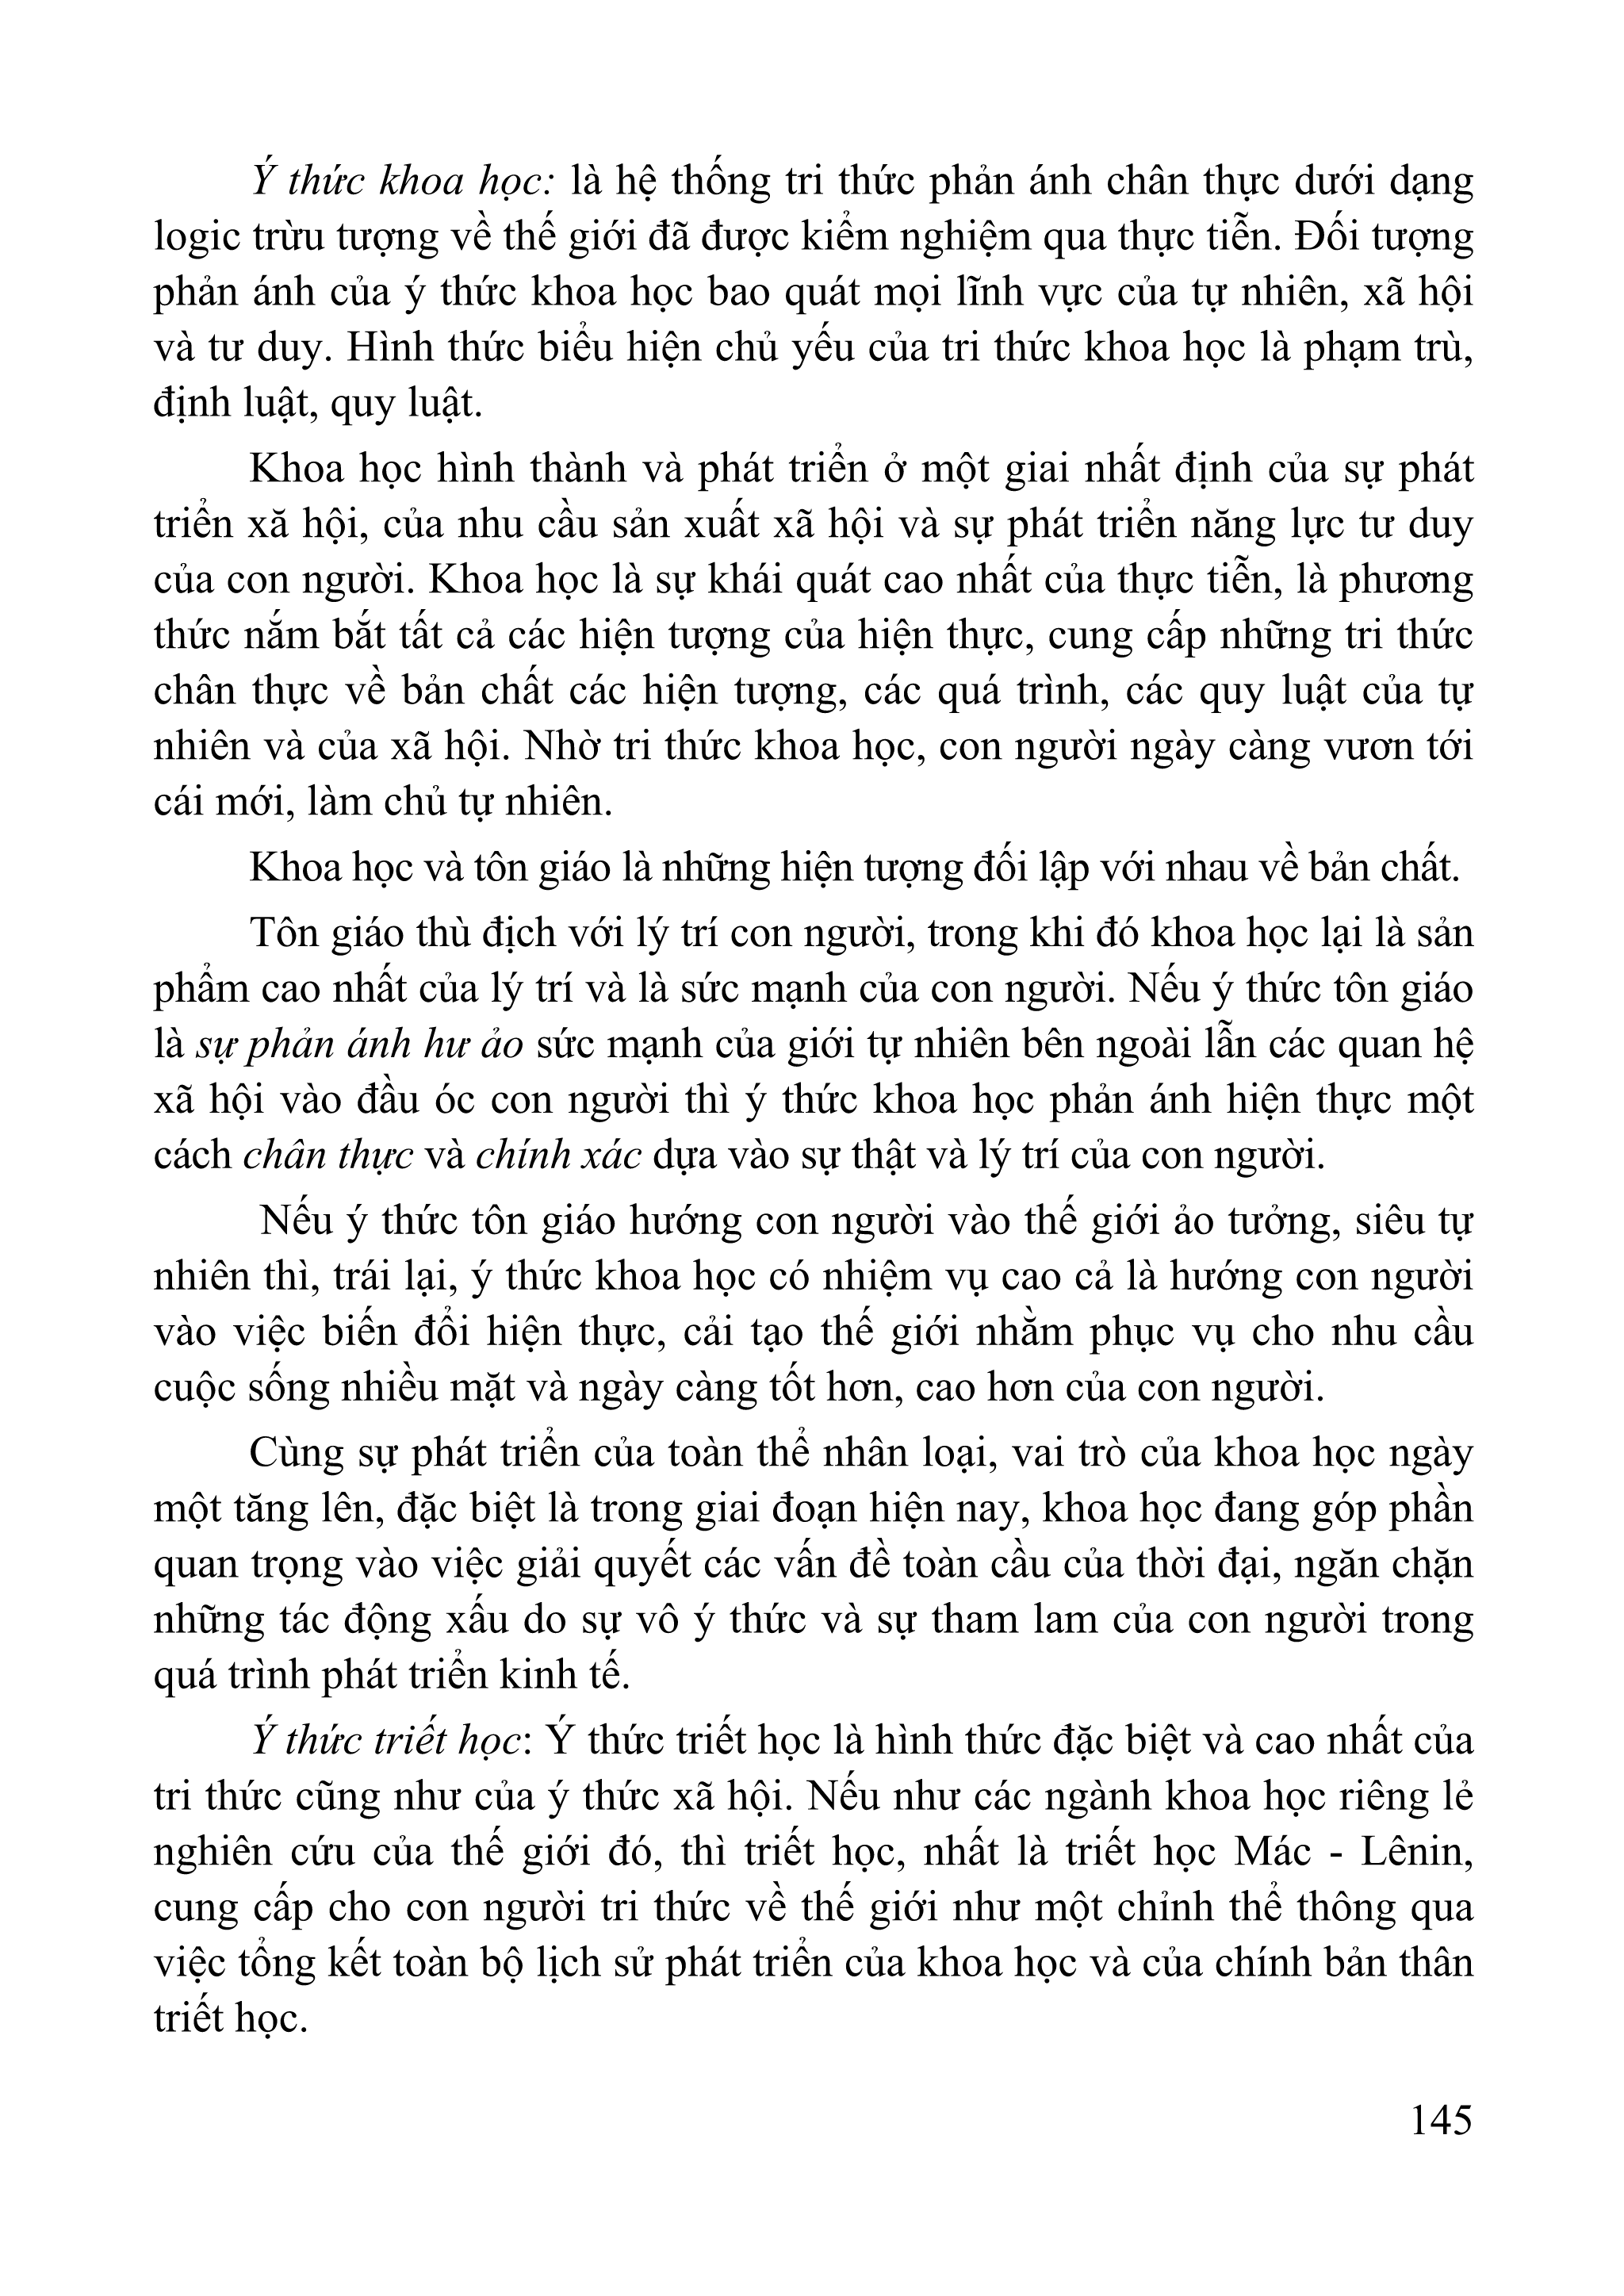 Ý thức khoa học: là hệ thống tri thức phản ánh chân thực dưới dạng
logic trừu tượng về thế giới đã được kiểm nghiệm qua thực tiễn. Đối tượng
phản ánh của ý thức khoa học bao quát mọi lĩnh vực của tự nhiên, xã hội
và tư duy. Hình thức biểu hiện chủ yếu của tri thức khoa học là phạm trù,
định luật, quy luật.
Khoa học hình thành và phát triển ở một giai nhất định của sự phát
triển xã hội, của nhu cầu sản xuất xã hội và sự phát triển năng lực tư duy
của con người. Khoa học là sự khái quát cao nhất của thực tiễn, là phương
thức nắm bắt tất cả các hiện tượng của hiện thực, cung cấp những tri thức
chân thực về bản chất các hiện tượng, các quá trình, các quy luật của tự
nhiên và của xã hội. Nhờ tri thức khoa học, con người ngày càng vươn tới
cái mới, làm chủ tự nhiên.
Khoa học và tôn giáo là những hiện tượng đối lập với nhau về bản chất.
Tôn giáo thù địch với lý trí con người, trong khi đó khoa học lại là sản
phẩm cao nhất của lý trí và là sức mạnh của con người. Nếu ý thức tôn giáo
là sự phản ánh hư ảo sức mạnh của giới tự nhiên bên ngoài lẫn các quan hệ
xã hội vào đầu óc con người thì ý thức khoa học phản ánh hiện thực một
cách chân thực và chính xác dựa vào sự thật và lý trí của con người.
Nếu ý thức tôn giáo hướng con người vào thế giới ảo tưởng, siêu tự
nhiên thì, trái lại, ý thức khoa học có nhiệm vụ cao cả là hướng con người
vào việc biến đổi hiện thực, cải tạo thế giới nhằm phục vụ cho nhu cầu
cuộc sống nhiều mặt và ngày càng tốt hơn, cao hơn của con người.
Cùng sự phát triển của toàn thể nhân loại, vai trò của khoa học ngày
một tăng lên, đặc biệt là trong giai đoạn hiện nay, khoa học đang góp phần
quan trọng vào việc giải quyết các vấn đề toàn cầu của thời đại, ngăn chặn
những tác động xấu do sự vô ý thức và sự tham lam của con người trong
quá trình phát triển kinh tế.
Ý thức triết học: Ý thức triết học là hình thức đặc biệt và cao nhất của
tri thức cũng như của ý thức xã hội. Nếu như các ngành khoa học riêng lẻ
nghiên cứu của thế giới đó, thì triết học, nhất là triết học Mác - Lênin,
cung cấp cho con người tri thức về thế giới như một chỉnh thể thông qua
việc tổng kết toàn bộ lịch sử phát triển của khoa học và của chính bản thân
triết học.
145